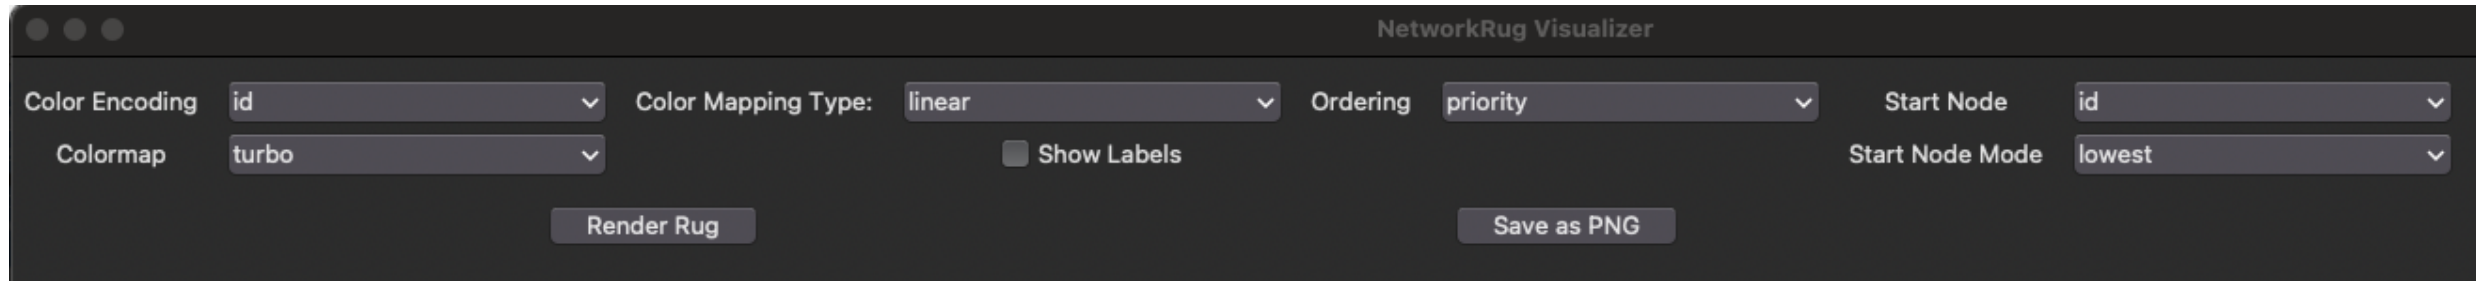 NetworkRug Visualizer
Color Encoding id Color Mapping Type: linear Ordering priority Start Node id
Colormap turbo Show Labels Start Node Mode lowest
Render Rug Save as PNG